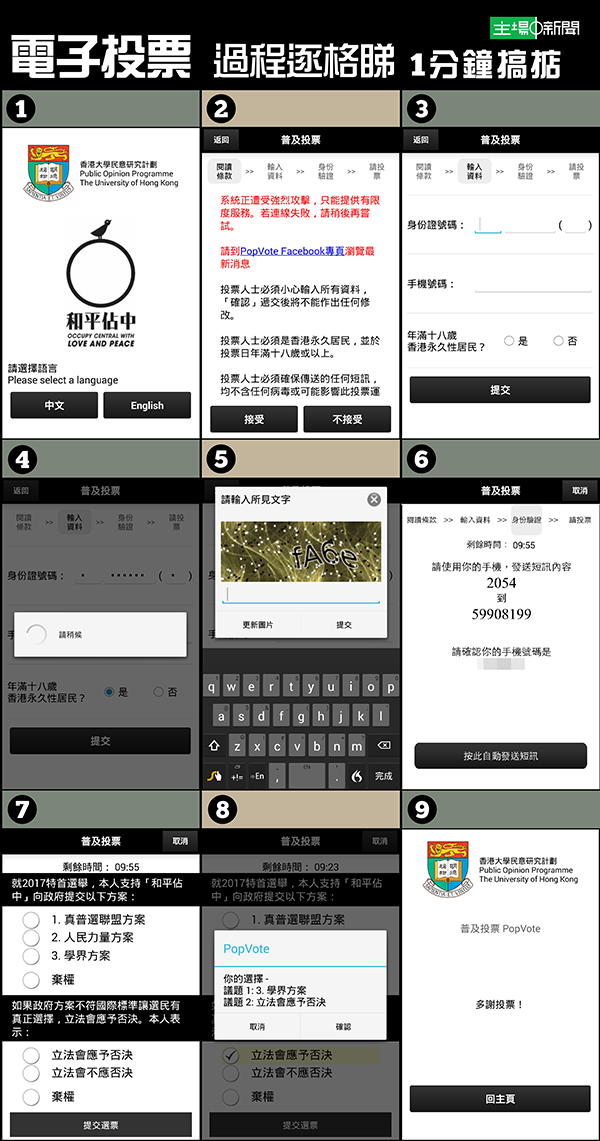 主場新聞
電子投票 過程逐格睇 1分鐘搞掂
1
香港大學民意研究計劃
Public Opinion Programme
The University of Hong Kong
和平佔中
OCCUPY CENTRAL WITH
LOVE AND PEACE
請選擇語言
Please select a language
中文 English
2
返回 普及投票
閱讀條款 >> 輸入資料 >> 身份驗證 >> 請投票
系統正遭受強烈攻擊，只能提供有限
度服務。若連線失敗，請稍後再嘗
試。
請到PopVote Facebook專頁瀏覽最
新消息
投票人士必須小心輸入所有資料，
「確認」遞交後將不能作出任何修
改。
投票人士必須是香港永久居民，並於
投票日年滿十八歲或以上。
投票人士必須確保傳送的任何短訊，
均不含任何病毒或可能影響此投票運
接受 不接受
3
返回 普及投票
閱讀條款 >> 輸入資料 >> 身份驗證 >> 請投票
身份證號碼： ( )
手機號碼：
年滿十八歲
香港永久性居民？ 是 否
提交
4
返回 普及投票
閱讀條款 >> 輸入資料 >> 身份驗證 >> 請投票
身份證號碼： • •••••• ( • )
請稍候
手
年滿十八歲
香港永久性居民？ 是 否
提交
5
普及投票
請輸入所見文字
fA6e
更新圖片 提交
q w e r t y u i o p
a s d f g h j k l
z x c v b n m
+!= En , . 完成
6
普及投票 取消
閱讀條款 >> 輸入資料 >> 身份驗證 >> 請投票
剩餘時間： 09:55
請使用你的手機，發送短訊內容
2054
到
59908199
請確認你的手機號碼是
按此自動發送短訊
7
普及投票 取消
剩餘時間： 09:55
就2017特首選舉，本人支持「和平佔
中」向政府提交以下方案：
1. 真普選聯盟方案
2. 人民力量方案
3. 學界方案
棄權
如果政府方案不符國際標準讓選民有
真正選擇，立法會應予否決。本人表
示：
立法會應予否決
立法會不應否決
棄權
提交選票
8
普及投票 取消
剩餘時間： 09:23
就2017特首選舉，本人支持「和平佔
中」向政府提交以下方案：
1. 真普選聯盟方案
PopVote
你的選擇 -
議題 1: 3. 學界方案
議題 2: 立法會應予否決
取消 確認
立法會應予否決
立法會不應否決
棄權
提交選票
9
香港大學民意研究計劃
Public Opinion Programme
The University of Hong Kong
普及投票 PopVote
多謝投票！
回主頁